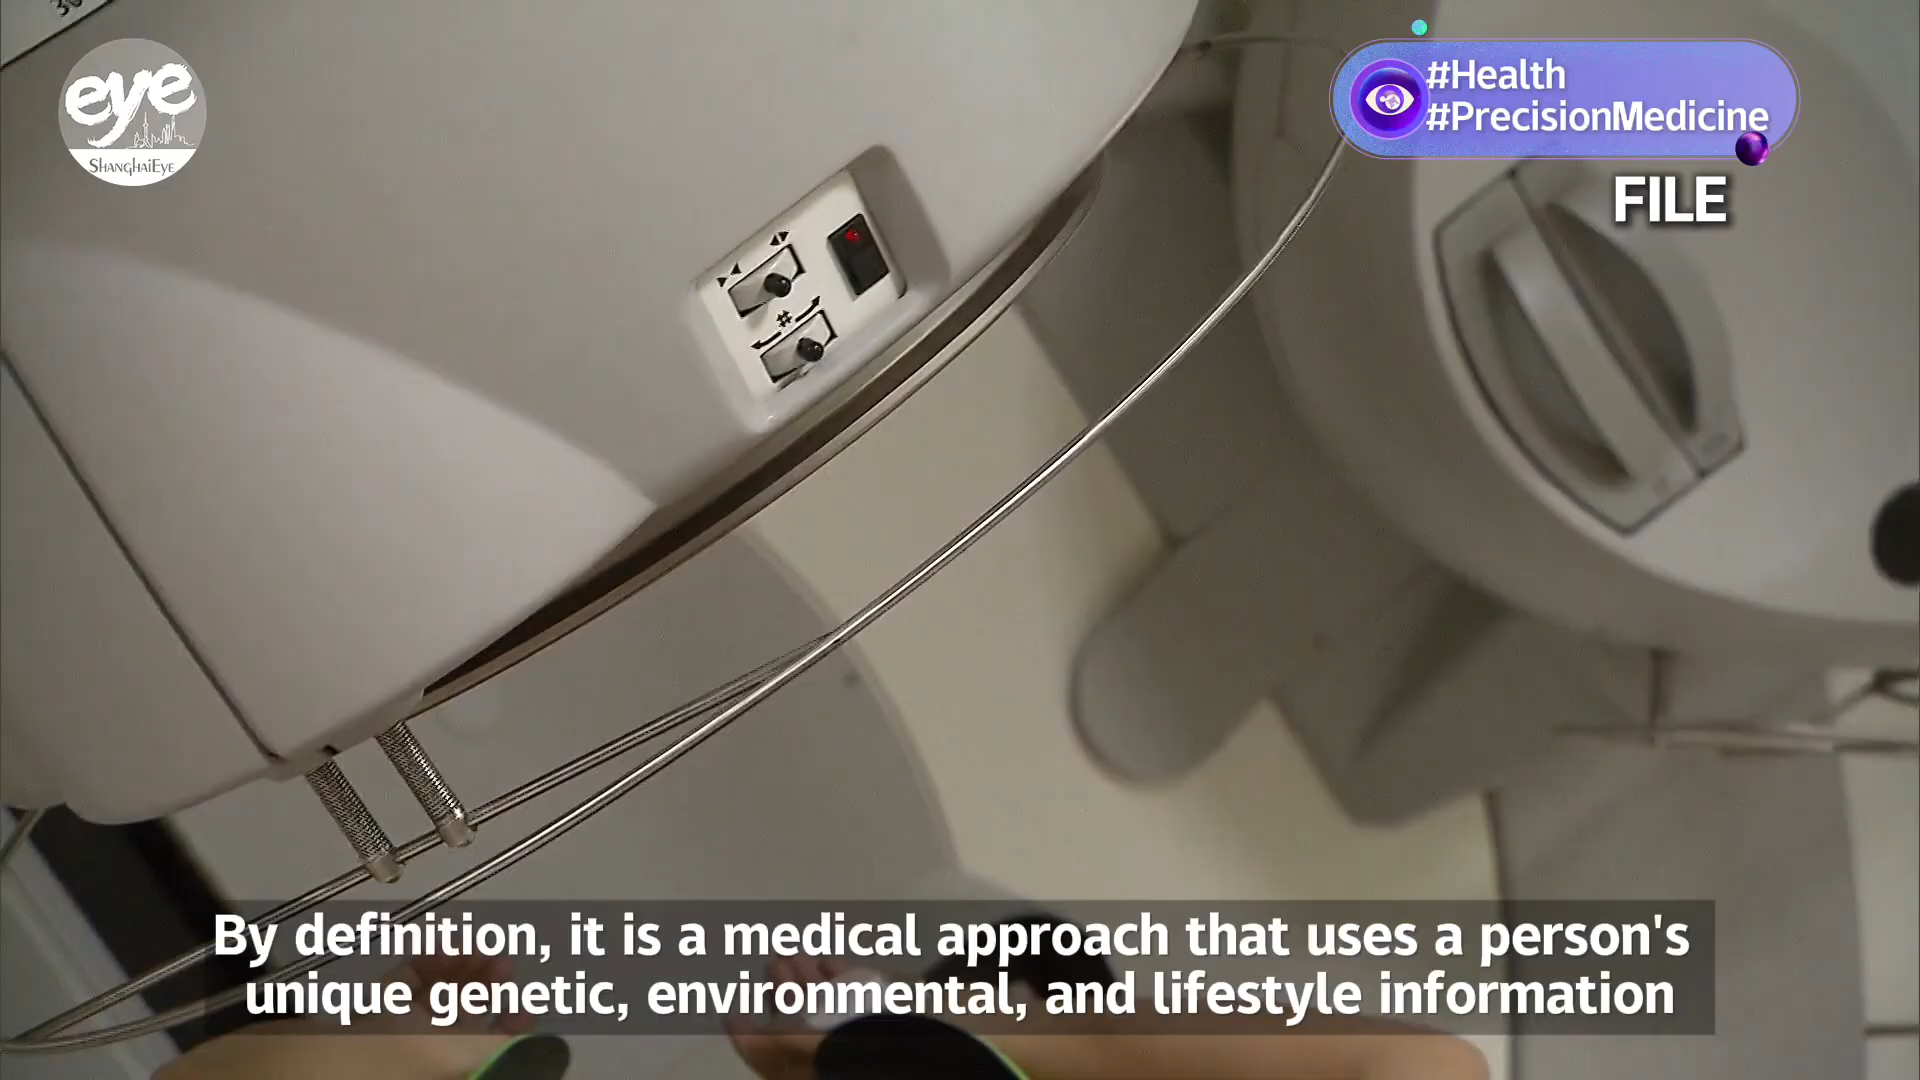 eye
SHANGHAIEYE
#Health
#PrecisionMedicine
FILE
By definition, it is a medical approach that uses a person's
unique genetic, environmental, and lifestyle information